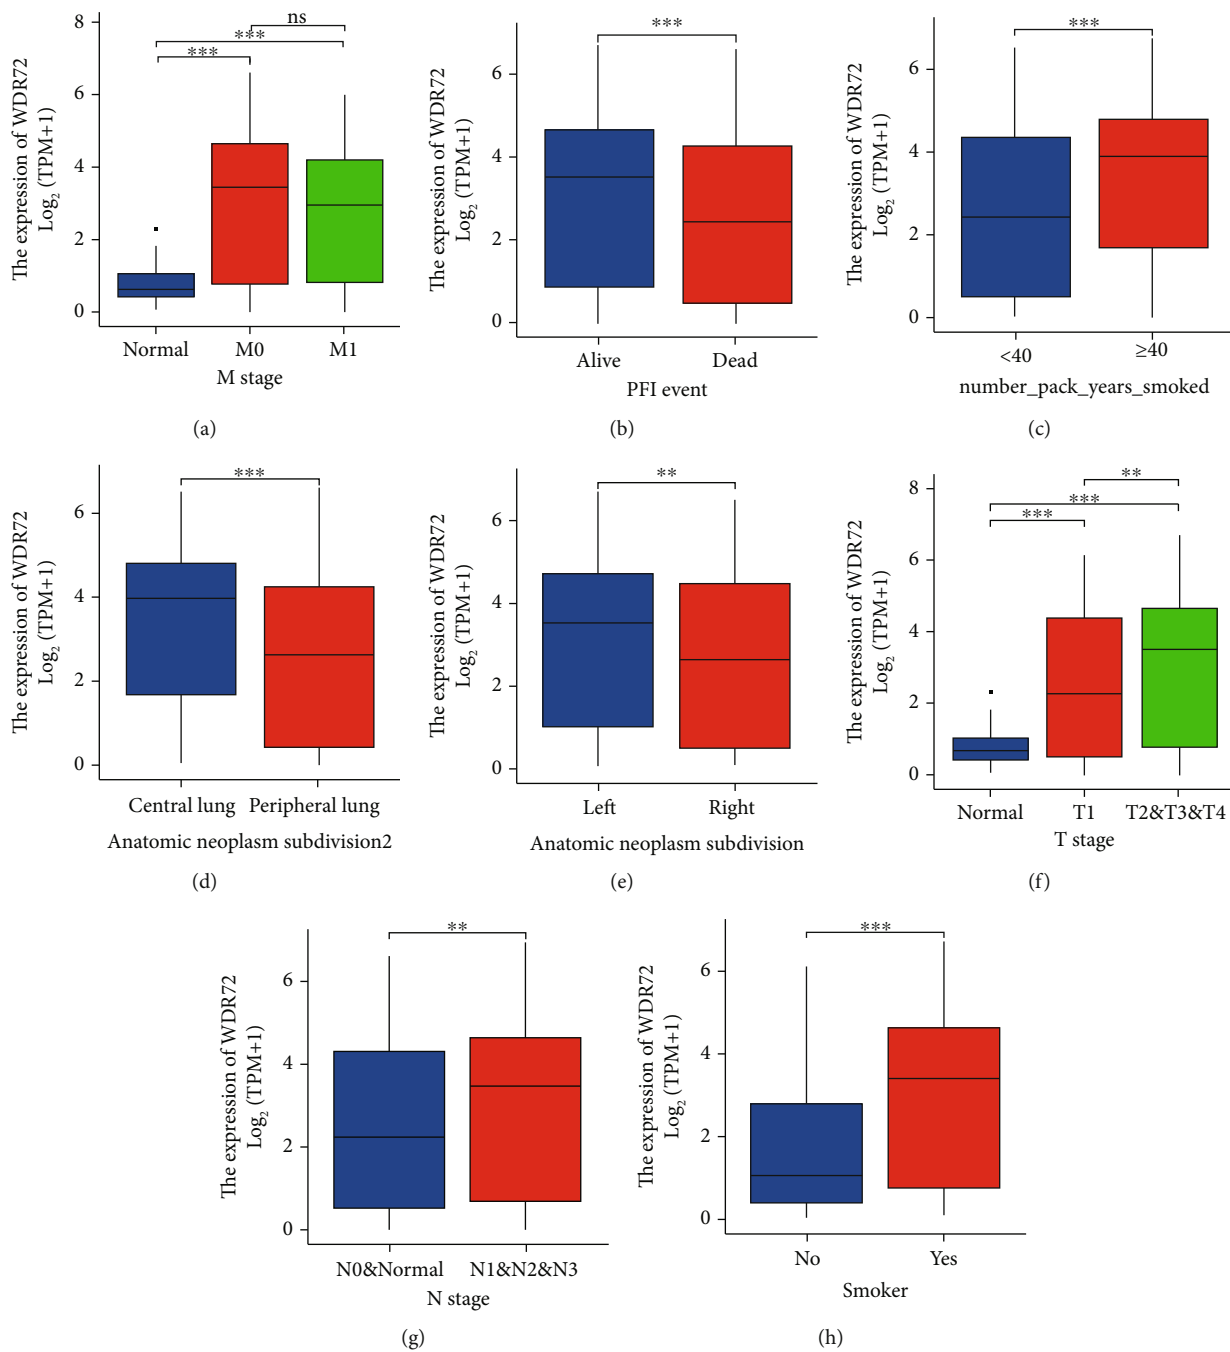 The expression of WDR72
Log₂ (TPM+1)
8
6
4
2
0
ns
***
***
Normal
M0
M1
M stage
(a)
The expression of WDR72
Log₂ (TPM+1)
6
4
2
0
***
Alive
Dead
PFI event
(b)
The expression of WDR72
Log₂ (TPM+1)
6
4
2
0
***
<40
≥40
number_pack_years_smoked
(c)
The expression of WDR72
Log₂ (TPM+1)
6
4
2
0
***
Central lung
Peripheral lung
Anatomic neoplasm subdivision2
(d)
The expression of WDR72
Log₂ (TPM+1)
6
4
2
0
**
Left
Right
Anatomic neoplasm subdivision
(e)
The expression of WDR72
Log₂ (TPM+1)
8
6
4
2
0
**
***
***
Normal
T1
T2&T3&T4
T stage
(f)
The expression of WDR72
Log₂ (TPM+1)
6
4
2
0
**
N0&Normal
N1&N2&N3
N stage
(g)
The expression of WDR72
Log₂ (TPM+1)
6
4
2
0
***
No
Yes
Smoker
(h)